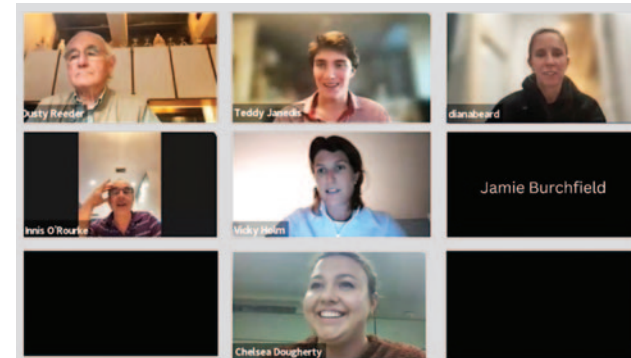 Dusty Reeder
Teddy Janedis
dianabeard
Innis O'Rourke
Vicky Holm
Jamie Burchfield
Chelsea Dougherty